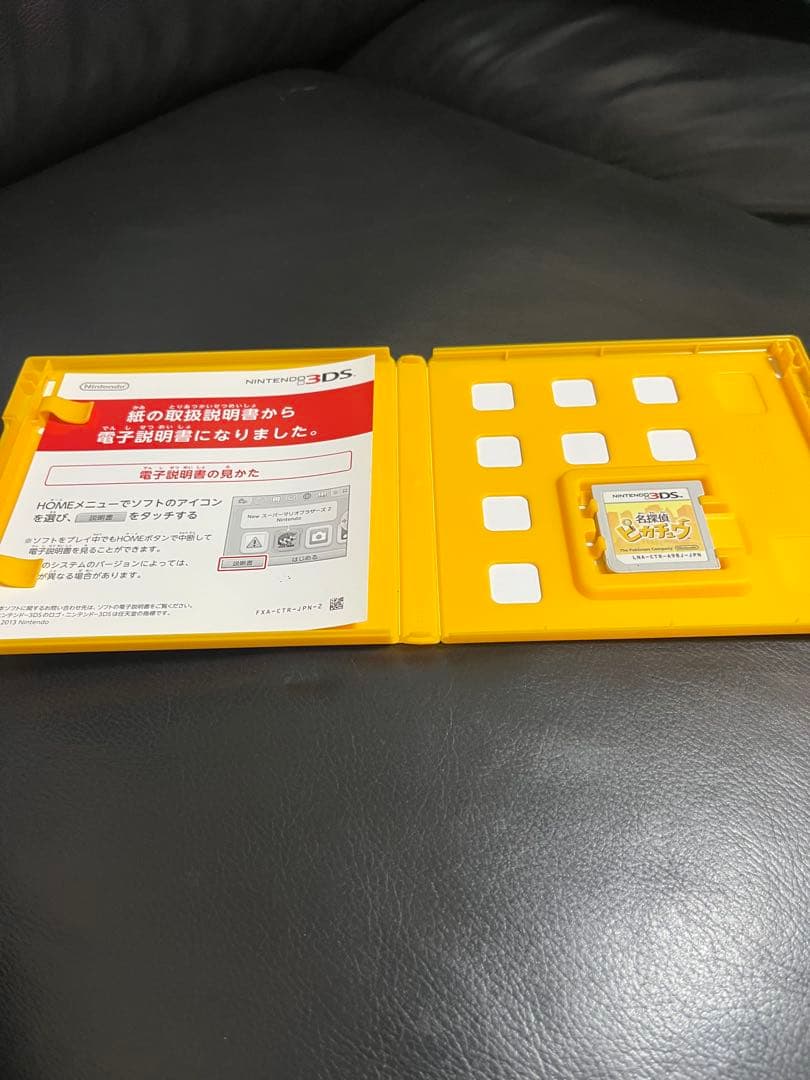 Nintendo
NINTENDO 3DS
紙の取扱説明書から
電子説明書になりました。
電子説明書の見かた
HOMEメニューでソフトのアイコン
を選び、 説明書 をタッチする
※ソフトをプレイ中でもHOMEボタンで中断して
電子説明書を見ることができます。
のシステムのバージョンによっては、
が異なる場合があります。
New スーパーマリオブラザーズ 2
Nintendo
説明書
はじめる
本ソフトに関するお問い合わせ先は、ソフトの電子説明書をご覧ください。
ニンテンドー3DSのロゴ・ニンテンドー3DSは任天堂の商標です。
2013 Nintendo
FXA-CTR-JPN-2
NINTENDO 3DS
名探偵
ピカチュウ
The Pokémon Company
Nintendo
LNA-CTR-A98J-JPN